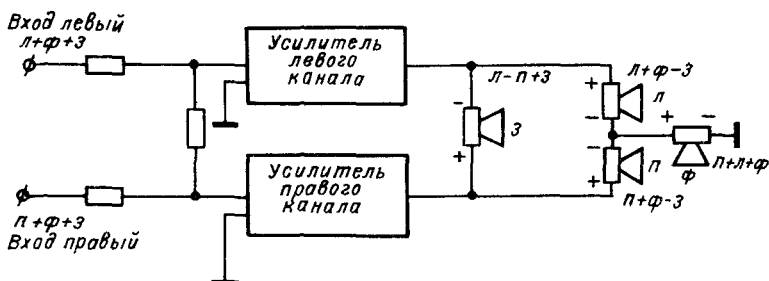 Вход левый
л+ф+з
Усилитель
левого
канала
л-п+з
л+ф-з
+
л
-
-
з
+
+
-
ф
п+л+ф
-
п
+
п+ф-з
Усилитель
правого
канала
п+ф+з
Вход правый